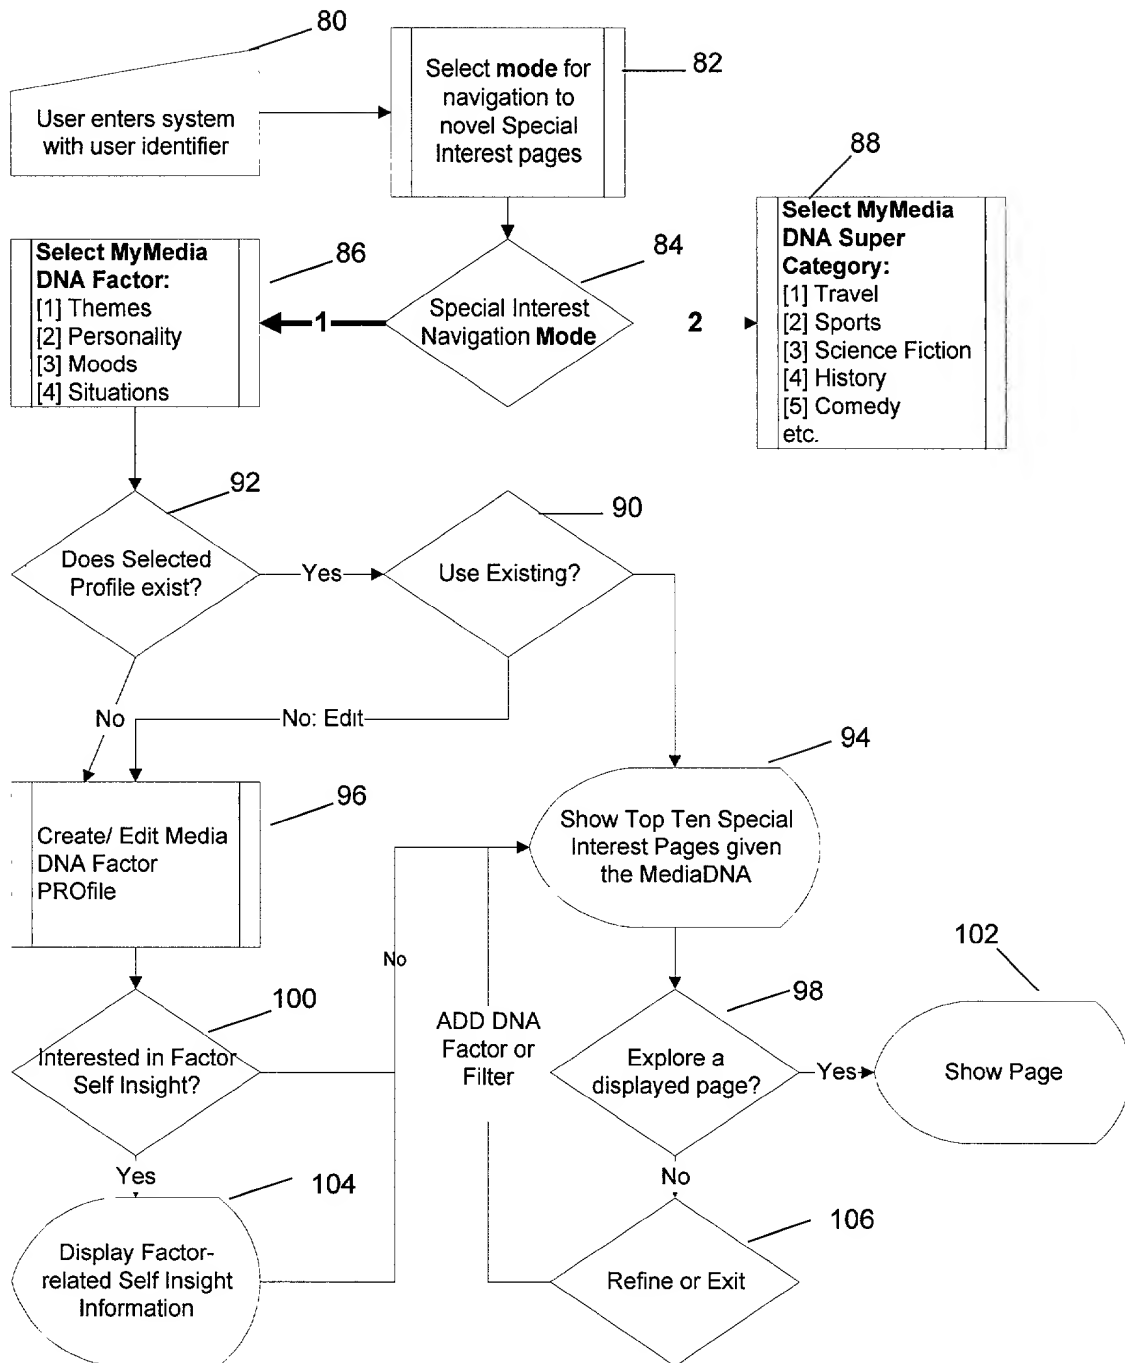 80
User enters system
with user identifier
82
Select mode for
navigation to
novel Special
Interest pages
88
Select MyMedia
DNA Super
Category:
[1] Travel
[2] Sports
[3] Science Fiction
[4] History
[5] Comedy
etc.
86
Select MyMedia
DNA Factor:
[1] Themes
[2] Personality
[3] Moods
[4] Situations
84
Special Interest
Navigation Mode
1
2
92
Does Selected
Profile exist?
Yes
90
Use Existing?
No
No: Edit
94
Show Top Ten Special
Interest Pages given
the MediaDNA
96
Create/ Edit Media
DNA Factor
PROfile
No
100
Interested in Factor
Self Insight?
ADD DNA
Factor or
Filter
98
Explore a
displayed page?
Yes
102
Show Page
Yes
104
Display Factor-
related Self Insight
Information
No
106
Refine or Exit